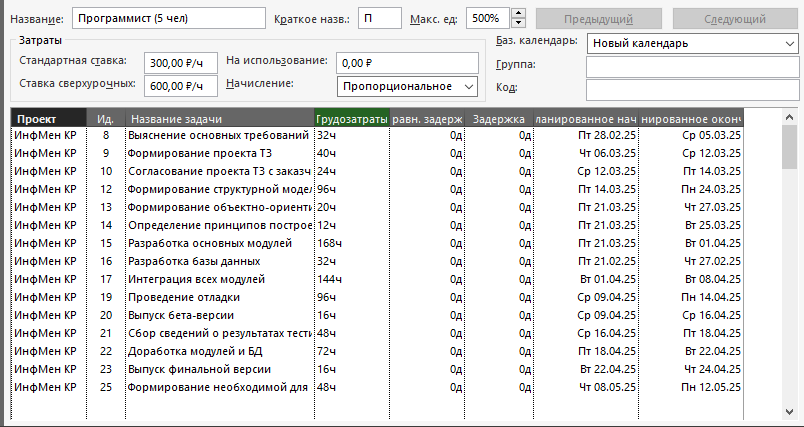 Название: Программист (5 чел) Краткое назв.: П Макс. ед: 500% Предыдущий Следующий
Затраты Баз. календарь: Новый календарь
Стандартная ставка: 300,00 ₽/ч На использование: 0,00 ₽ Группа:
Ставка сверхурочных: 600,00 ₽/ч Начисление: Пропорциональное Код:
Проект Ид. Название задачи Трудозатраты равн. задерж Задержка ланированное нач нированное оконч
ИнфМен КР 8 Выяснение основных требований 32ч 0д 0д Пт 28.02.25 Ср 05.03.25
ИнфМен КР 9 Формирование проекта ТЗ 40ч 0д 0д Чт 06.03.25 Ср 12.03.25
ИнфМен КР 10 Согласование проекта ТЗ с заказч 24ч 0д 0д Ср 12.03.25 Пт 14.03.25
ИнфМен КР 12 Формирование структурной модел 96ч 0д 0д Пт 14.03.25 Пн 24.03.25
ИнфМен КР 13 Формирование объектно-ориенти 20ч 0д 0д Пт 21.03.25 Чт 27.03.25
ИнфМен КР 14 Определение принципов построе 12ч 0д 0д Пт 21.03.25 Вт 25.03.25
ИнфМен КР 15 Разработка основных модулей 168ч 0д 0д Пт 21.03.25 Вт 01.04.25
ИнфМен КР 16 Разработка базы данных 32ч 0д 0д Пт 21.02.25 Чт 27.02.25
ИнфМен КР 17 Интеграция всех модулей 144ч 0д 0д Вт 01.04.25 Вт 08.04.25
ИнфМен КР 19 Проведение отладки 96ч 0д 0д Ср 09.04.25 Пн 14.04.25
ИнфМен КР 20 Выпуск бета-версии 16ч 0д 0д Ср 09.04.25 Ср 16.04.25
ИнфМен КР 21 Сбор сведений о результатах тести 48ч 0д 0д Ср 16.04.25 Пт 18.04.25
ИнфМен КР 22 Доработка модулей и БД 72ч 0д 0д Пт 18.04.25 Вт 22.04.25
ИнфМен КР 23 Выпуск финальной версии 16ч 0д 0д Вт 22.04.25 Чт 24.04.25
ИнфМен КР 25 Формирование необходимой для 48ч 0д 0д Чт 08.05.25 Пн 12.05.25